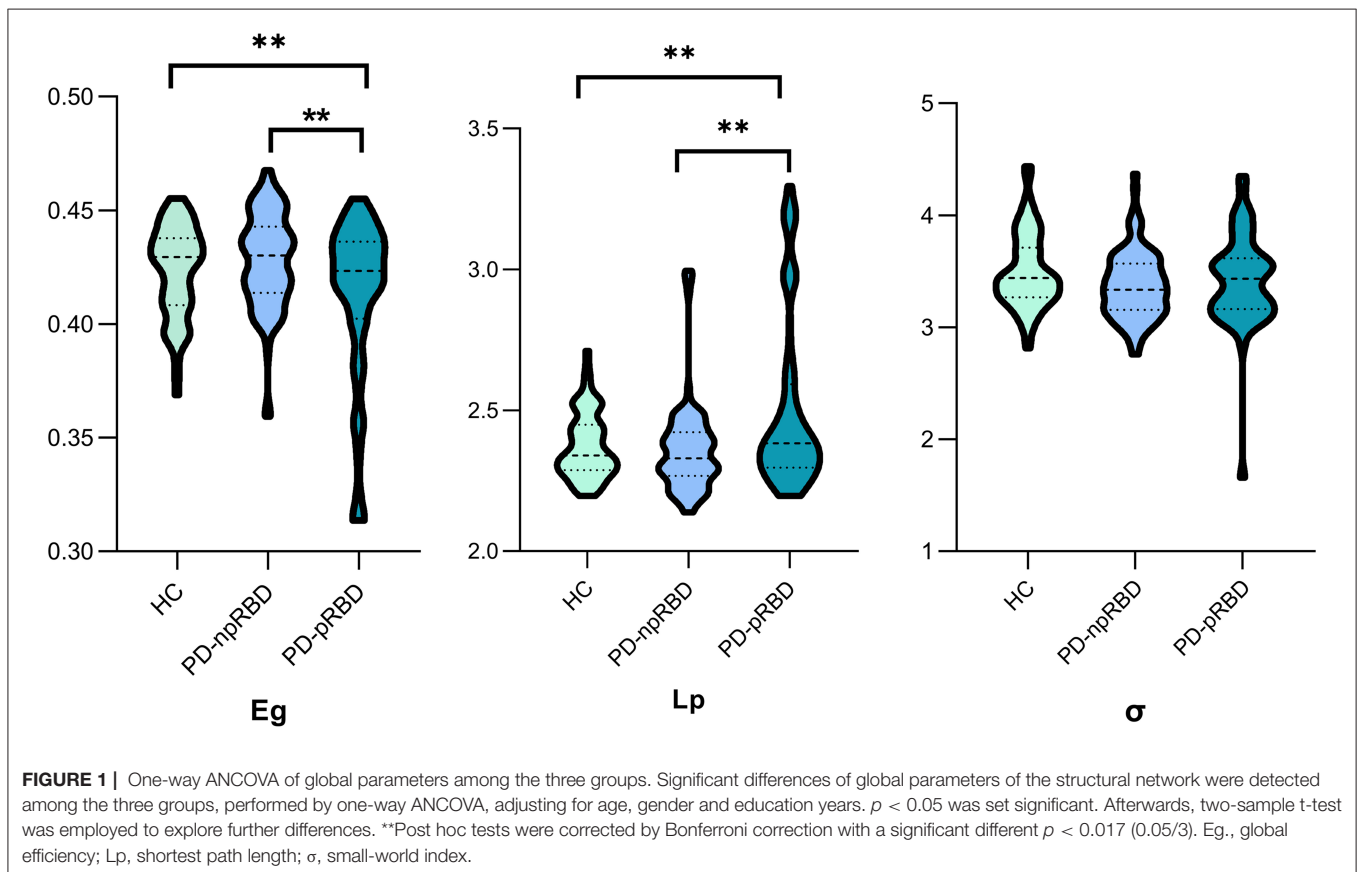 **
**
0.50
0.45
0.40
0.35
0.30
HC
PD-npRBD
PD-pRBD
Eg
**
**
3.5
3.0
2.5
2.0
HC
PD-npRBD
PD-pRBD
Lp
5
4
3
2
1
HC
PD-npRBD
PD-pRBD
σ
FIGURE 1 | One-way ANCOVA of global parameters among the three groups. Significant differences of global parameters of the structural network were detected
among the three groups, performed by one-way ANCOVA, adjusting for age, gender and education years. p < 0.05 was set significant. Afterwards, two-sample t-test
was employed to explore further differences. **Post hoc tests were corrected by Bonferroni correction with a significant different p < 0.017 (0.05/3). Eg., global
efficiency; Lp, shortest path length; σ, small-world index.